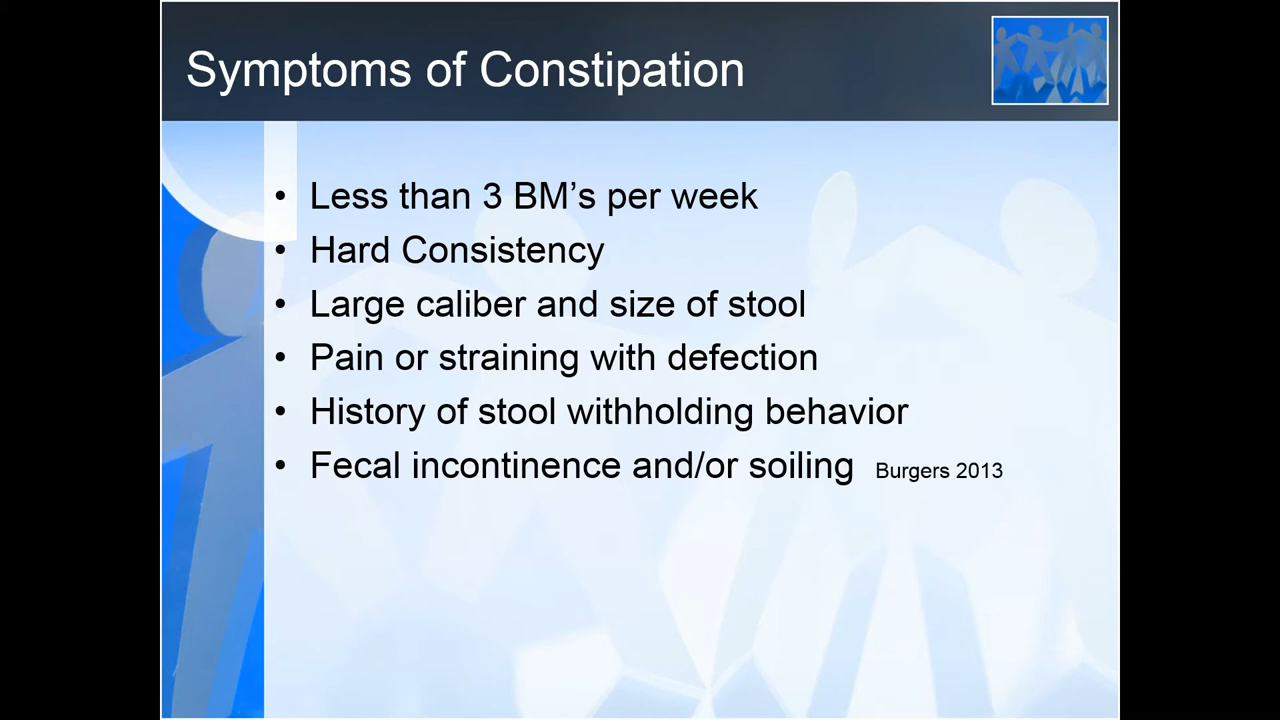 Symptoms of Constipation
• Less than 3 BM’s per week
• Hard Consistency
• Large caliber and size of stool
• Pain or straining with defection
• History of stool withholding behavior
• Fecal incontinence and/or soiling Burgers 2013